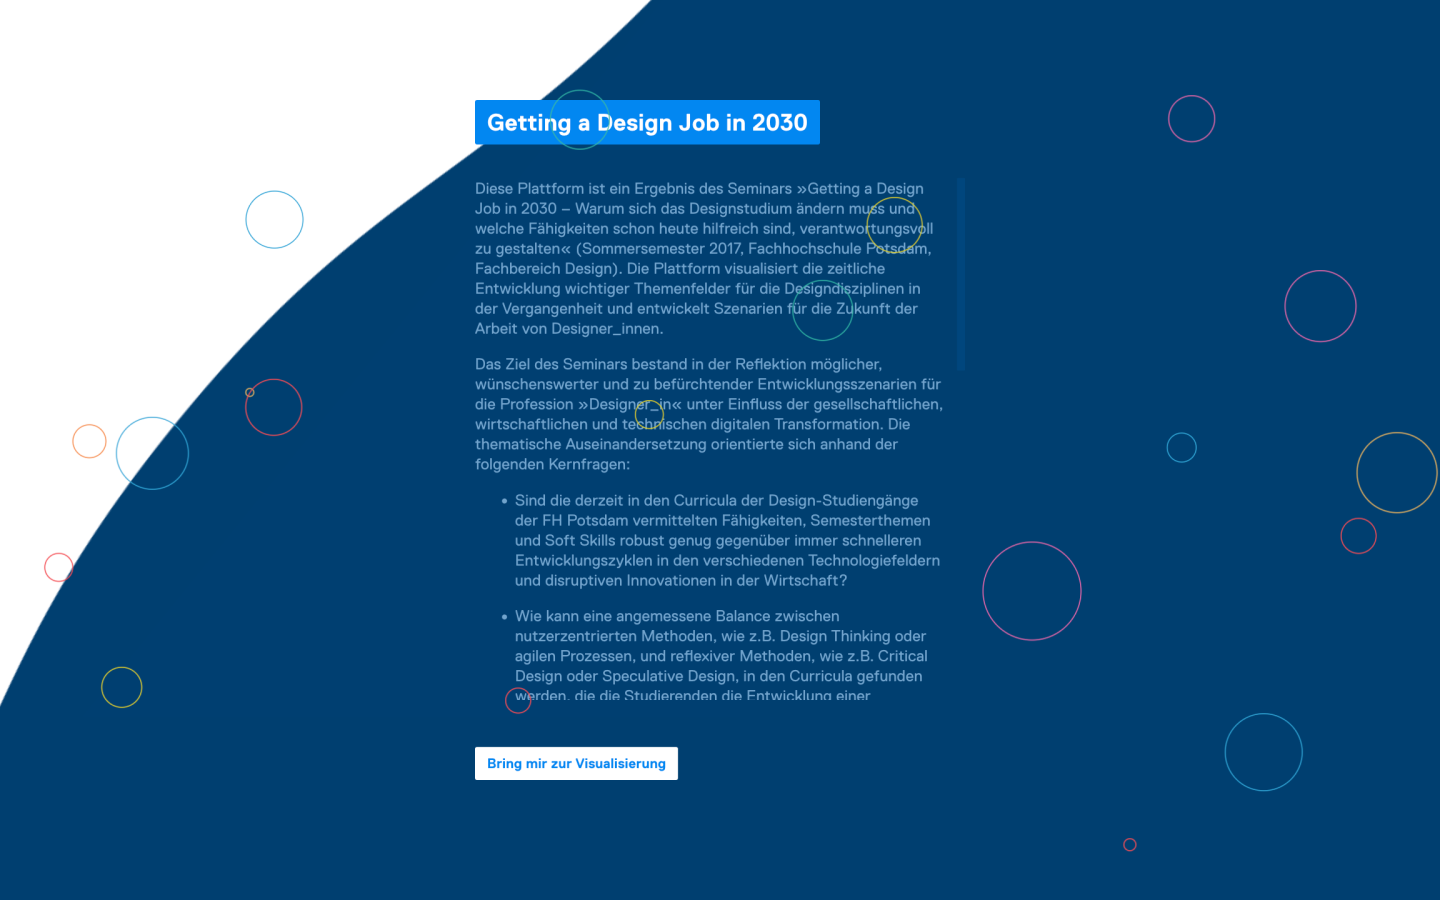 Getting a Design Job in 2030
Diese Plattform ist ein Ergebnis des Seminars »Getting a Design
Job in 2030 – Warum sich das Designstudium ändern muss und
welche Fähigkeiten schon heute hilfreich sind, verantwortungsvoll
zu gestalten« (Sommersemester 2017, Fachhochschule Potsdam,
Fachbereich Design). Die Plattform visualisiert die zeitliche
Entwicklung wichtiger Themenfelder für die Designdisziplinen in
der Vergangenheit und entwickelt Szenarien für die Zukunft der
Arbeit von Designer_innen.
Das Ziel des Seminars bestand in der Reflektion möglicher,
wünschenswerter und zu befürchtender Entwicklungsszenarien für
die Profession »Designer_in« unter Einfluss der gesellschaftlichen,
wirtschaftlichen und technischen digitalen Transformation. Die
thematische Auseinandersetzung orientierte sich anhand der
folgenden Kernfragen:
• Sind die derzeit in den Curricula der Design-Studiengänge
der FH Potsdam vermittelten Fähigkeiten, Semesterthemen
und Soft Skills robust genug gegenüber immer schnelleren
Entwicklungszyklen in den verschiedenen Technologiefeldern
und disruptiven Innovationen in der Wirtschaft?
• Wie kann eine angemessene Balance zwischen
nutzerzentrierten Methoden, wie z.B. Design Thinking oder
agilen Prozessen, und reflexiver Methoden, wie z.B. Critical
Design oder Speculative Design, in den Curricula gefunden
werden, die die Studierenden die Entwicklung einer
Bring mir zur Visualisierung